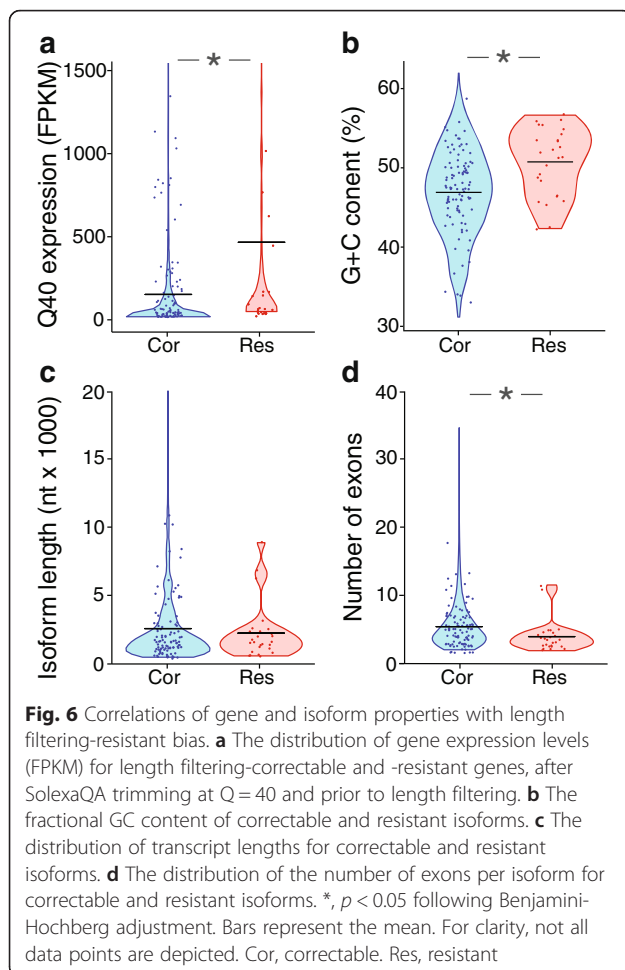 a
*
Q40 expression (FPKM)
1500
1000
500
0
Cor Res
b
*
G+C conent (%)
60
50
40
30
Cor Res
c
Isoform length (nt x 1000)
20
15
10
5
0
Cor Res
d
*
Number of exons
40
30
20
10
0
Cor Res
Fig. 6 Correlations of gene and isoform properties with length
filtering-resistant bias. a The distribution of gene expression levels
(FPKM) for length filtering-correctable and -resistant genes, after
SolexaQA trimming at Q = 40 and prior to length filtering. b The
fractional GC content of correctable and resistant isoforms. c The
distribution of transcript lengths for correctable and resistant
isoforms. d The distribution of the number of exons per isoform for
correctable and resistant isoforms. *, p < 0.05 following Benjamini-
Hochberg adjustment. Bars represent the mean. For clarity, not all
data points are depicted. Cor, correctable. Res, resistant